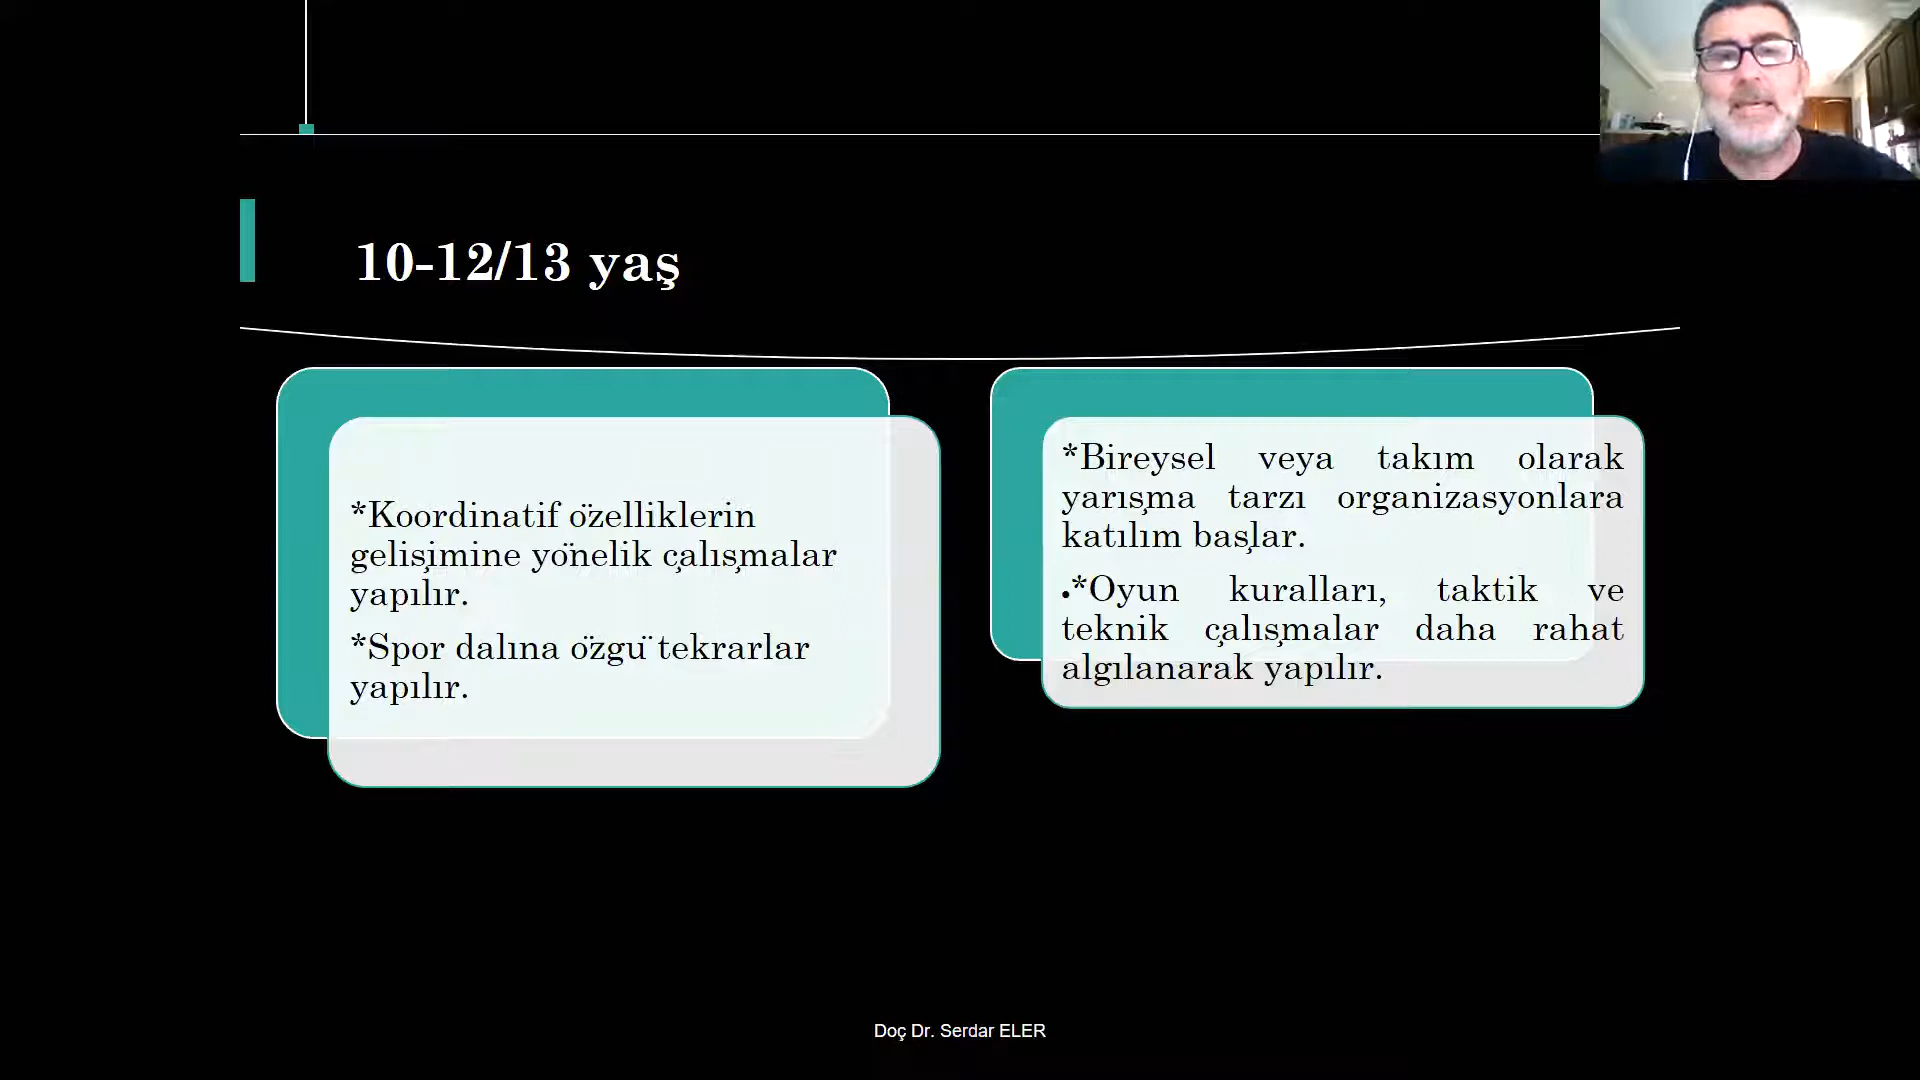 10-12/13 yaş
*Koordinatif özelliklerin
gelişimine yönelik çalışmalar
yapılır.
*Spor dalına özgü tekrarlar
yapılır.
*Bireysel veya takım olarak
yarışma tarzı organizasyonlara
katılım başlar.
•*Oyun kuralları, taktik ve
teknik çalışmalar daha rahat
algılanarak yapılır.
Doç Dr. Serdar ELER